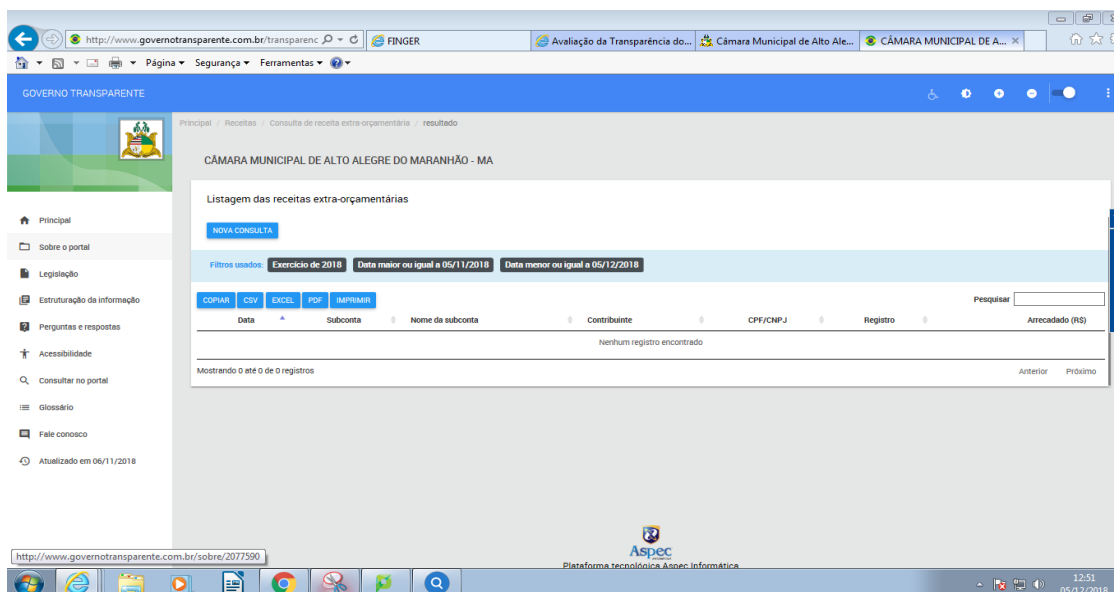 http://www.governotransparente.com.br/transparenc
FINGER
Avaliação da Transparência do...
Câmara Municipal de Alto Ale...
CÂMARA MUNICIPAL DE A...
Página
Segurança
Ferramentas
GOVERNO TRANSPARENTE
Principal / Receitas / Consulta de receita extra-orçamentária / resultado
CÂMARA MUNICIPAL DE ALTO ALEGRE DO MARANHÃO - MA
Listagem das receitas extra-orçamentárias
NOVA CONSULTA
Filtros usados: Exercício de 2018 Data maior ou igual a 05/11/2018 Data menor ou igual a 05/12/2018
COPIAR CSV EXCEL PDF IMPRIMIR
Pesquisar
Data Subconta Nome da subconta Contribuinte CPF/CNPJ Registro Arrecadado (R$)
Nenhum registro encontrado
Mostrando 0 até 0 de 0 registros
Anterior Próximo
Principal
Sobre o portal
Legislação
Estruturação da informação
Perguntas e respostas
Acessibilidade
Consultar no portal
Glossário
Fale conosco
Atualizado em 06/11/2018
Aspec
Plataforma tecnológica Aspec Informática
http://www.governotransparente.com.br/sobre/2077590
12:51
05/12/2018